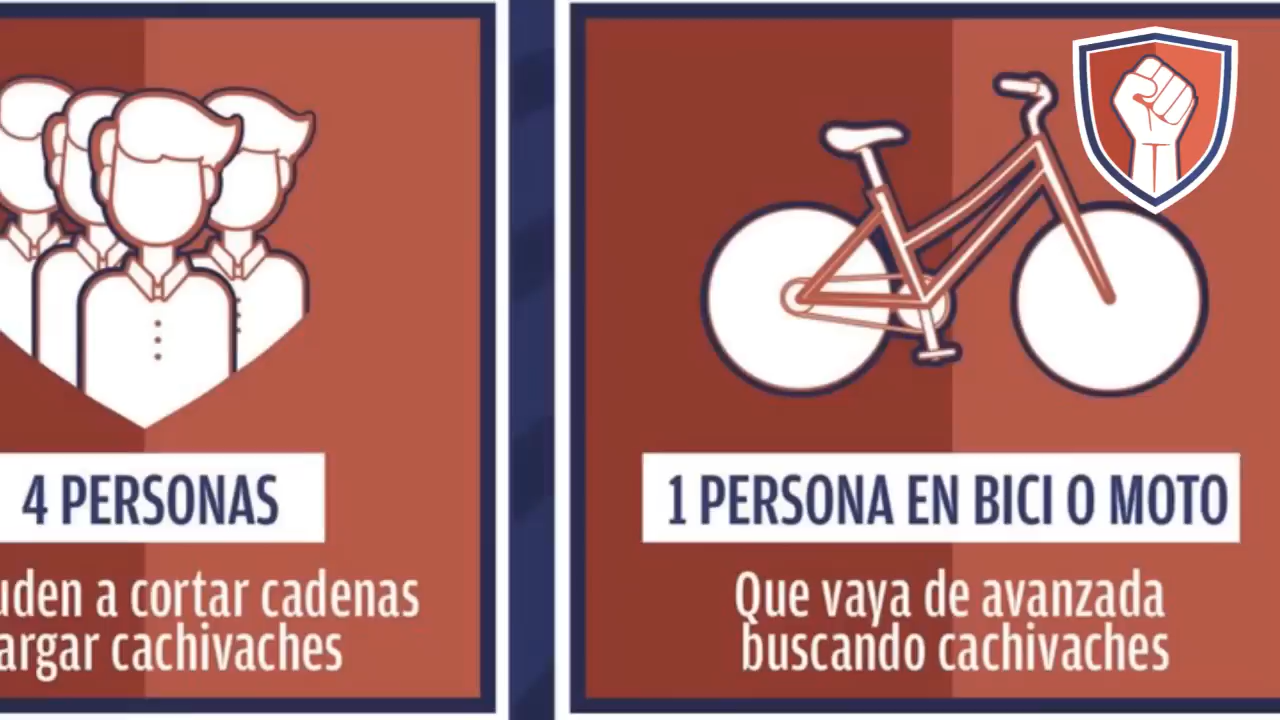 4 PERSONAS
a cortar cadenas
cachivaches
1 PERSONA EN BICI O MOTO
Que vaya de avanzada
buscando cachivaches